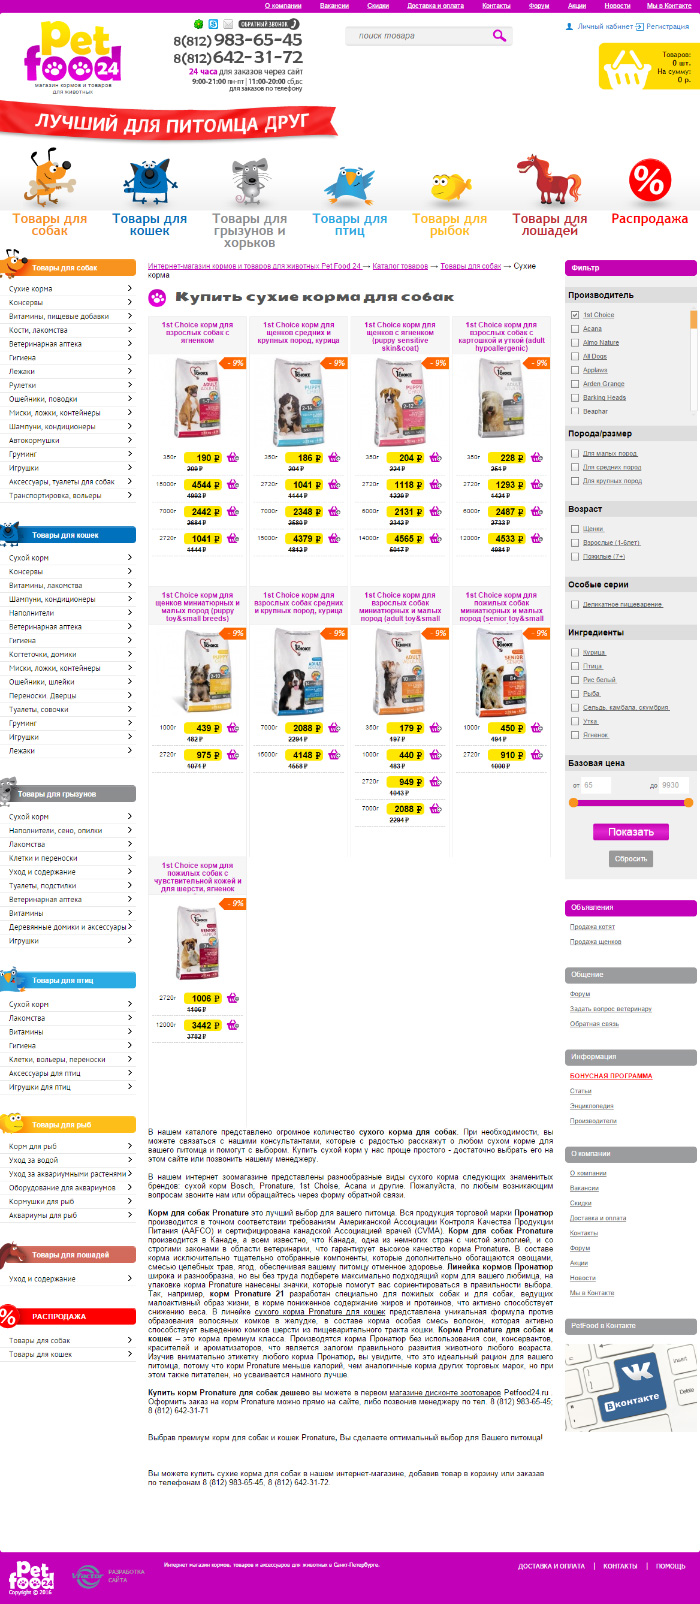 О компании Вакансии Скидки Доставка и оплата Контакты Форум Акции Новости Мы в Контакте
Pet food 24
магазин кормов и товаров
для животных
ОБРАТНЫЙ ЗВОНОК
8(812) 983-65-45
8(812) 642-31-72
24 часа для заказов через сайт
9:00-21:00 пн-пт | 11:00-20:00 сб,вс
для заказов по телефону
поиск товара
Личный кабинет Регистрация
Товаров:
0 шт.
На сумму:
0 р.
ЛУЧШИЙ ДЛЯ ПИТОМЦА ДРУГ
Товары для собак
Товары для кошек
Товары для грызунов и хорьков
Товары для птиц
Товары для рыбок
Товары для лошадей
Распродажа
Товары для собак
Сухие корма
Консервы
Витамины, пищевые добавки
Кости, лакомства
Ветеринарная аптека
Гигиена
Лежаки
Рулетки
Ошейники, поводки
Миски, ложки, контейнеры
Шампуни, кондиционеры
Автокормушки
Груминг
Игрушки
Аксессуары, туалеты для собак
Транспортировка, вольеры
Товары для кошек
Сухой корм
Консервы
Витамины, лакомства
Шампуни, кондиционеры
Наполнители
Ветеринарная аптека
Гигиена
Когтеточки, домики
Миски, ложки, контейнеры
Ошейники, шлейки
Переноски. Дверцы
Туалеты, совочки
Груминг
Игрушки
Лежаки
Товары для грызунов
Сухой корм
Наполнители, сено, опилки
Лакомства
Клетки и переноски
Уход и содержание
Туалеты, подстилки
Ветеринарная аптека
Витамины
Деревянные домики и аксессуары
Игрушки
Товары для птиц
Сухой корм
Лакомства
Витамины
Гигиена
Клетки, вольеры, переноски
Аксессуары для птиц
Игрушки для птиц
Товары для рыб
Корм для рыб
Уход за водой
Уход за аквариумными растениями
Оборудование для аквариумов
Кормушки для рыб
Аквариумы для рыб
Товары для лошадей
Уход и содержание
РАСПРОДАЖА
Товары для собак
Товары для кошек
Интернет-магазин кормов и товаров для животных Pet Food 24 → Каталог товаров → Товары для собак → Сухие
корма
Купить сухие корма для собак
1st Choice корм для взрослых собак с ягненком
- 9%
350г 190 ₽
209 ₽
15000г 4544 ₽
4993 ₽
7000г 2442 ₽
2684 ₽
2720г 1041 ₽
1144 ₽
1st Choice корм для щенков средних и крупных пород, курица
- 9%
350г 186 ₽
204 ₽
2720г 1041 ₽
1144 ₽
7000г 2348 ₽
2580 ₽
15000г 4379 ₽
4812 ₽
1st Choice корм для щенков с ягненком (puppy sensitive skin&coat)
- 9%
350г 204 ₽
224 ₽
2720г 1118 ₽
1229 ₽
6000г 2131 ₽
2342 ₽
14000г 4565 ₽
5017 ₽
1st Choice корм для взрослых собак с картошкой и уткой (adult hypoallergenic)
- 9%
350г 228 ₽
251 ₽
2720г 1293 ₽
1421 ₽
6000г 2487 ₽
2733 ₽
12000г 4533 ₽
4981 ₽
1st Choice корм для щенков миниатюрных и малых пород (puppy toy&small breeds)
- 9%
1000г 439 ₽
482 ₽
2720г 975 ₽
1071 ₽
1st Choice корм для взрослых собак средних и крупных пород, курица
- 9%
7000г 2088 ₽
2294 ₽
15000г 4148 ₽
4558 ₽
1st Choice корм для взрослых собак миниатюрных и малых пород (adult toy&small
- 9%
350г 179 ₽
197 ₽
1000г 440 ₽
483 ₽
2720г 949 ₽
1043 ₽
7000г 2088 ₽
2294 ₽
1st Choice корм для пожилых собак миниатюрных и малых пород (senior toy&small
- 9%
1000г 450 ₽
494 ₽
2720г 910 ₽
1000 ₽
1st Choice корм для пожилых собак с чувствительной кожей и для шерсти, ягненок
- 9%
2720г 1006 ₽
1106 ₽
12000г 3442 ₽
3782 ₽
В нашем каталоге представлено огромное количество сухого корма для собак. При необходимости, вы
можете связаться с нашими консультантами, которые с радостью расскажут о любом сухом корме для
вашего питомца и помогут с выбором. Купить сухой корм у нас проще простого - достаточно выбрать его на
этом сайте или позвонить нашему менеджеру.
В нашем интернет зоомагазине представлены разнообразные виды сухого корма следующих знаменитых
брендов: сухой корм Bosch, Pronature, 1st Choise, Acana и другие. Пожалуйста, по любым возникающим
вопросам звоните нам или обращайтесь через форму обратной связи.
Корм для собак Pronature это лучший выбор для вашего питомца. Вся продукция торговой марки Пронатюр
производится в точном соответствии требованиям Американской Ассоциации Контроля Качества Продукции
Питания (AAFCO) и сертифицирована канадской Ассоциацией врачей (CVMA). Корм для собак Pronature
производится в Канаде, а всем известно, что Канада, одна из немногих стран с чистой экологией, и со
строгими законами в области ветеринарии, что гарантирует высокое качество корма Pronature. В составе
корма исключительно тщательно отобранные компоненты, которые дополнительно обогащаются овощами,
смесью целебных трав, ягод, обеспечивая вашему питомцу отменное здоровье. Линейка кормов Пронатюр
широка и разнообразна, но вы без труда подберете максимально подходящий корм для вашего любимца, на
упаковке корма Pronature нанесены значки, которые помогут вас сориентироваться в правильности выбора.
Так, например, корм Pronature 21 разработан специально для пожилых собак и для собак, ведущих
малоактивный образ жизни, в корме пониженное содержание жиров и протеинов, что активно способствует
снижению веса. В линейке сухого корма Pronature для кошек представлена уникальная формула против
образования волосяных комков в желудке, в составе корма особая смесь волокон, которая активно
способствует выведению комков шерсти из пищеварительного тракта кошки. Корма Pronature для собак и
кошек – это корма премиум класса. Производятся корма Пронатюр без использования сои, консервантов,
красителей и ароматизаторов, что является залогом правильного развития животного любого возраста.
Изучив внимательно этикетку любого корма Пронатюр, вы увидите, что это идеальный рацион для вашего
питомца, потому что корм Pronature меньше калорий, чем аналогичные корма других торговых марок, но при
этом также питателен, но усваивается намного лучше.
Купить корм Pronature для собак дешево вы можете в первом магазине дисконте зоотоваров Petfood24.ru
Оформить заказ на корм Pronature можно прямо на сайте, либо позвонив менеджеру по тел. 8 (812) 983-65-45;
8 (812) 642-31-71
Выбрав премиум корм для собак и кошек Pronature, Вы сделаете оптимальный выбор для Вашего питомца!
Вы можете купить сухие корма для собак в нашем интернет-магазине, добавив товар в корзину или заказав
по телефонам 8 (812) 983-65-45, 8 (812) 642-31-72.
Фильтр
Производитель
1st Choice
Acana
Almo Nature
All Dogs
Applaws
Arden Grange
Barking Heads
Beaphar
Порода/размер
Для малых пород
Для средних пород
Для крупных пород
Возраст
Щенки
Взрослые (1-6лет)
Пожилые (7+)
Особые серии
Деликатное пищеварение
Ингредиенты
Курица
Птица
Рис белый
Рыба
Сельдь, камбала, скумбрия
Утка
Ягненок
Базовая цена
от 65 до 9930
Показать
Сбросить
Объявления
Продажа котят
Продажа щенков
Общение
Форум
Задать вопрос ветеринару
Обратная связь
Информация
БОНУСНАЯ ПРОГРАММА
Статьи
Энциклопедия
Производители
О компании
О компании
Вакансии
Скидки
Доставка и оплата
Контакты
Форум
Акции
Новости
Мы в Контакте
PetFood в Контакте
Вконтакте
Pet food 24
Copyright © 2016
РАЗРАБОТКА
САЙТА
Интернет магазин кормов, товаров и аксессуаров для животных в Санкт-Петербурге.
ДОСТАВКА И ОПЛАТА | КОНТАКТЫ | ПОМОЩЬ